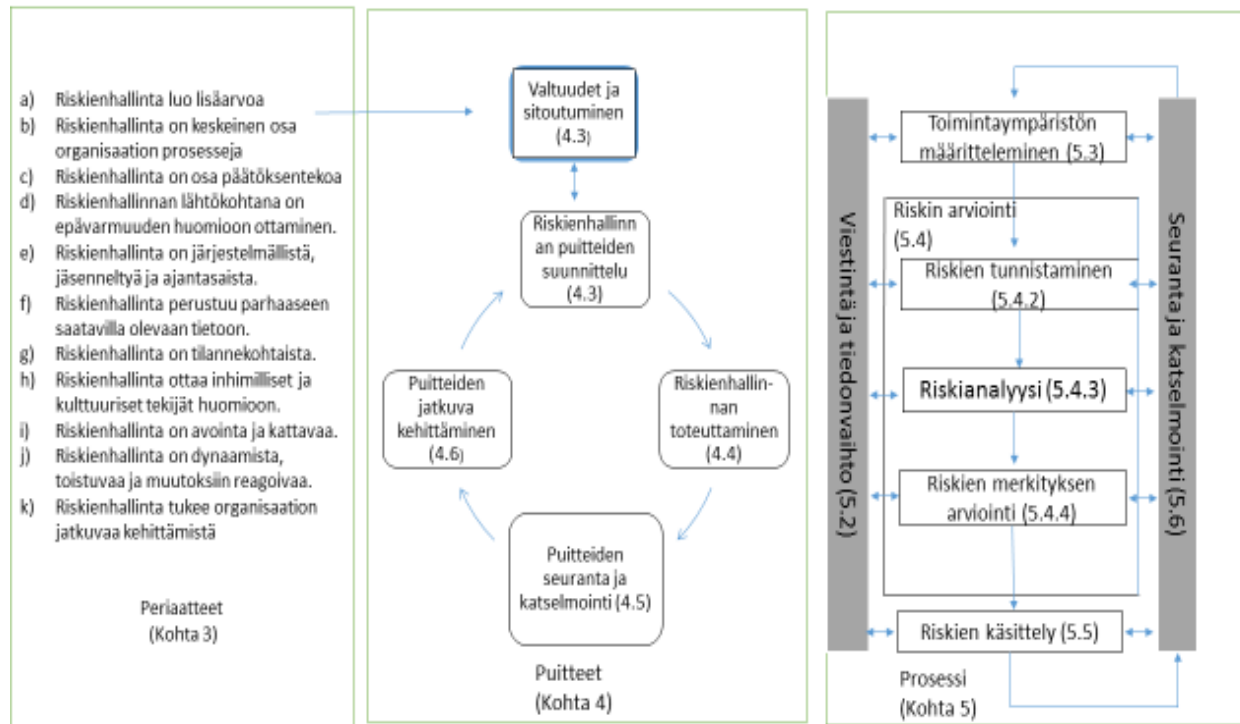 a) Riskienhallinta luo lisäarvoa
b) Riskienhallinta on keskeinen osa
organisaation prosesseja
c) Riskienhallinta on osa päätöksentekoa
d) Riskienhallinnan lähtökohtana on
epävarmuuden huomioon ottaminen.
e) Riskienhallinta on järjestelmällistä,
jäsenneltyä ja ajantasaista.
f) Riskienhallinta perustuu parhaaseen
saatavilla olevaan tietoon.
g) Riskienhallinta on tilannekohtaista.
h) Riskienhallinta ottaa inhimilliset ja
kulttuuriset tekijät huomioon.
i) Riskienhallinta on avointa ja kattavaa.
j) Riskienhallinta on dynaamista,
toistuvaa ja muutoksiin reagoivaa.
k) Riskienhallinta tukee organisaation
jatkuvaa kehittämistä
Periaatteet
(Kohta 3)
Valtuudet ja
sitoutuminen
(4.3)
Riskienhallinn
an puitteiden
suunnittelu
(4.3)
Riskienhallin-
nan
toteuttaminen
(4.4)
Puitteiden
seuranta ja
katselmointi (4.5)
Puitteiden
jatkuva
kehittäminen
(4.6)
Puitteet
(Kohta 4)
Viestintä ja tiedonvaihto (5.2)
Toimintaympäristön
määritteleminen (5.3)
Riskin arviointi
(5.4)
Riskien tunnistaminen
(5.4.2)
Riskianalyysi (5.4.3)
Riskien merkityksen
arviointi (5.4.4)
Riskien käsittely (5.5)
Seuranta ja katselmointi (5.6)
Prosessi
(Kohta 5)